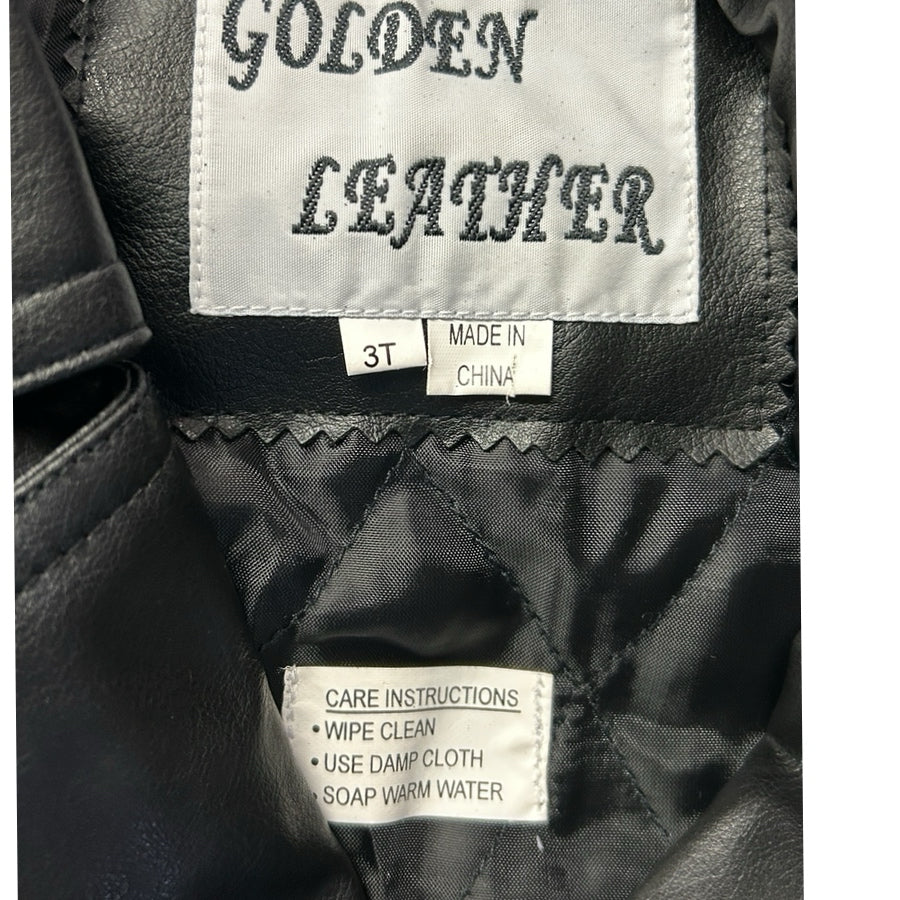 GOLDEN
LEATHER
3T
MADE IN
CHINA
CARE INSTRUCTIONS
• WIPE CLEAN
• USE DAMP CLOTH
• SOAP WARM WATER